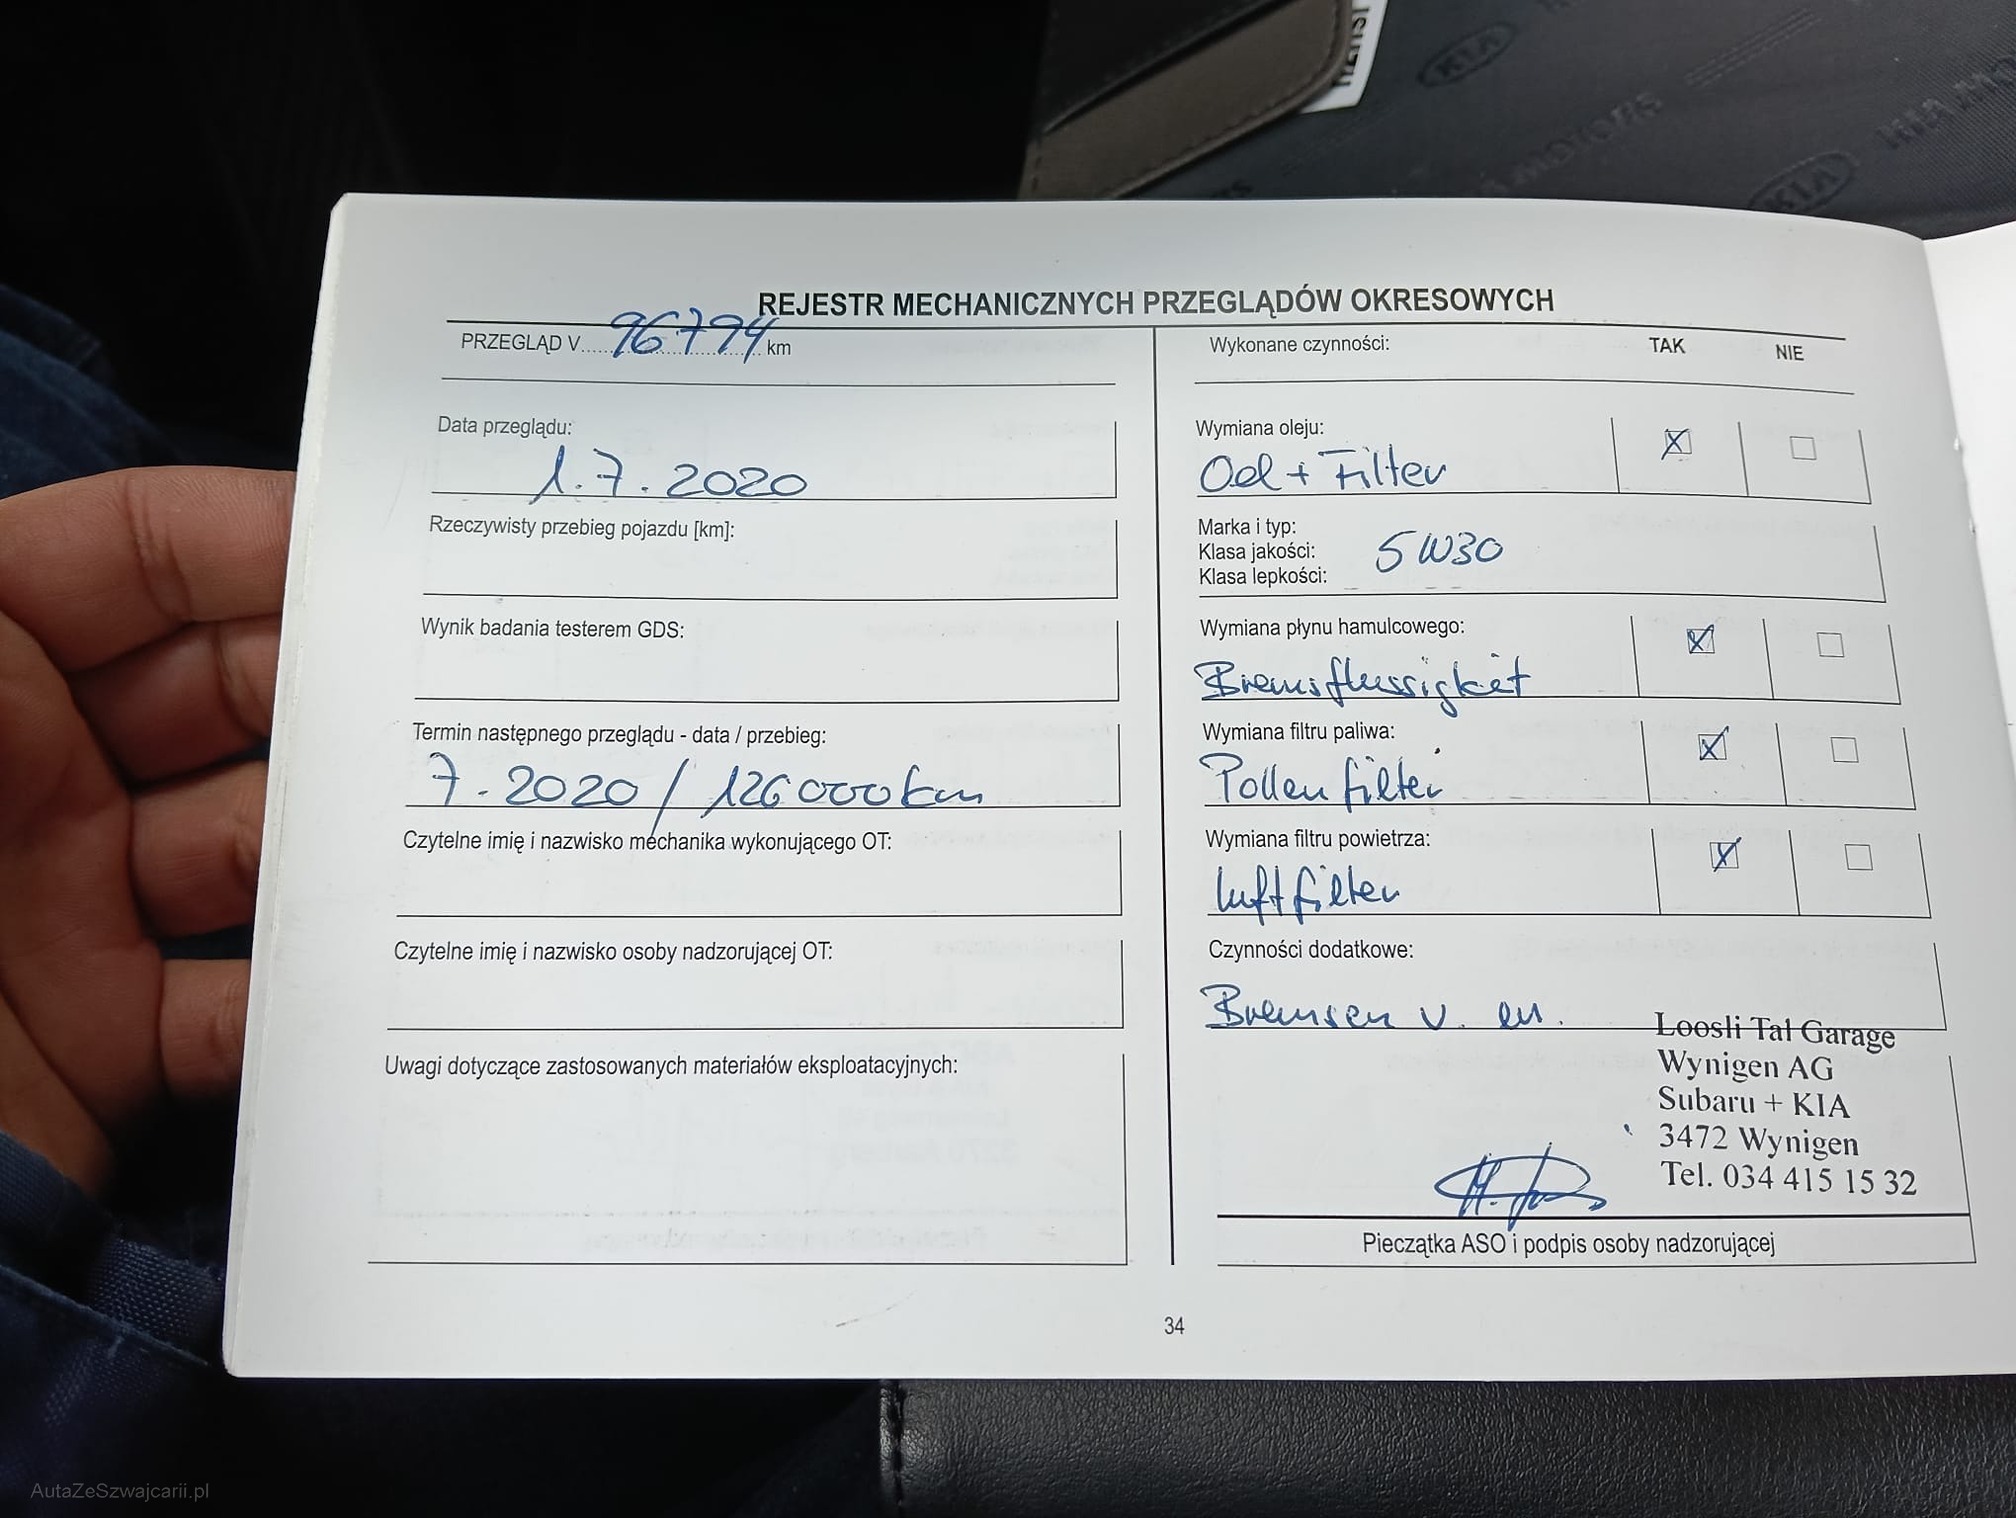 KIA
KIA MOTORS
KIA
REJESTR MECHANICZNYCH PRZEGLĄDÓW OKRESOWYCH
PRZEGLĄD V 96794 km
Data przeglądu:
1.7.2020
Rzeczywisty przebieg pojazdu [km]:
Wynik badania testerem GDS:
Termin następnego przeglądu - data / przebieg:
7.2020 / 126000 km
Czytelne imię i nazwisko mechanika wykonującego OT:
Czytelne imię i nazwisko osoby nadzorującej OT:
Uwagi dotyczące zastosowanych materiałów eksploatacyjnych:
Wykonane czynności: TAK NIE
Wymiana oleju:
Oel + Filter
Marka i typ:
Klasa jakości:
Klasa lepkości:
5W30
Wymiana płynu hamulcowego:
Bremsflussigkeit
Wymiana filtru paliwa:
Pollenfilter
Wymiana filtru powietrza:
Luftfilter
Czynności dodatkowe:
Bremsen v.
Loosli Tal Garage
Wynigen AG
Subaru + KIA
3472 Wynigen
Tel. 034 415 15 32
Pieczątka ASO i podpis osoby nadzorującej
34
AutaZeSzwajcarii.pl